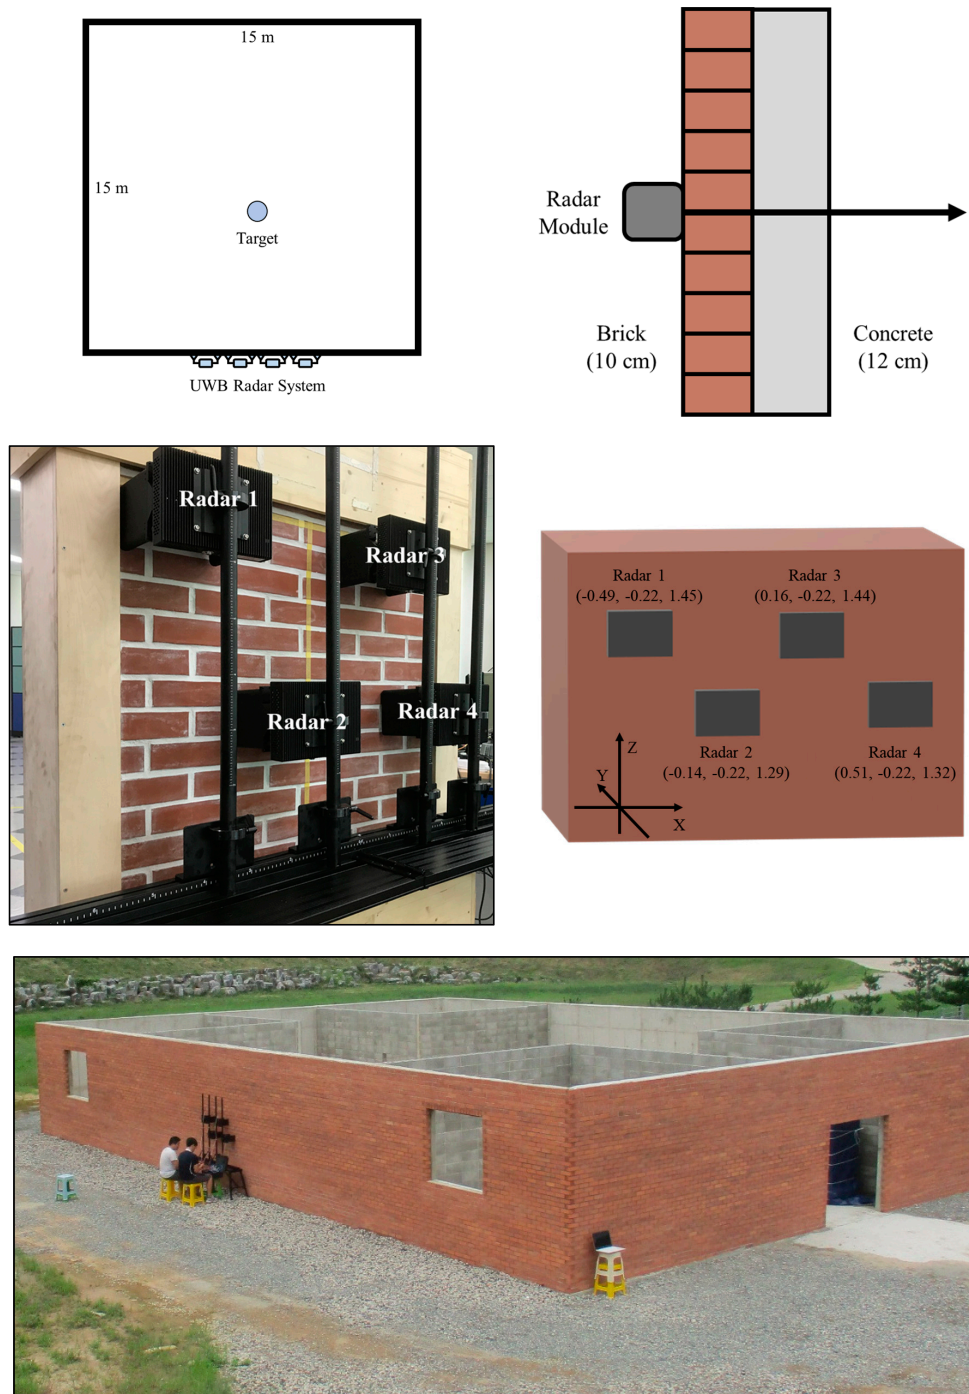 15 m
15 m
Target
UWB Radar System
Radar
Module
Brick
(10 cm)
Concrete
(12 cm)
Radar 1
Radar 3
Radar 2
Radar 4
Radar 1
(-0.49, -0.22, 1.45)
Radar 3
(0.16, -0.22, 1.44)
Radar 2
(-0.14, -0.22, 1.29)
Radar 4
(0.51, -0.22, 1.32)
Z
Y
X